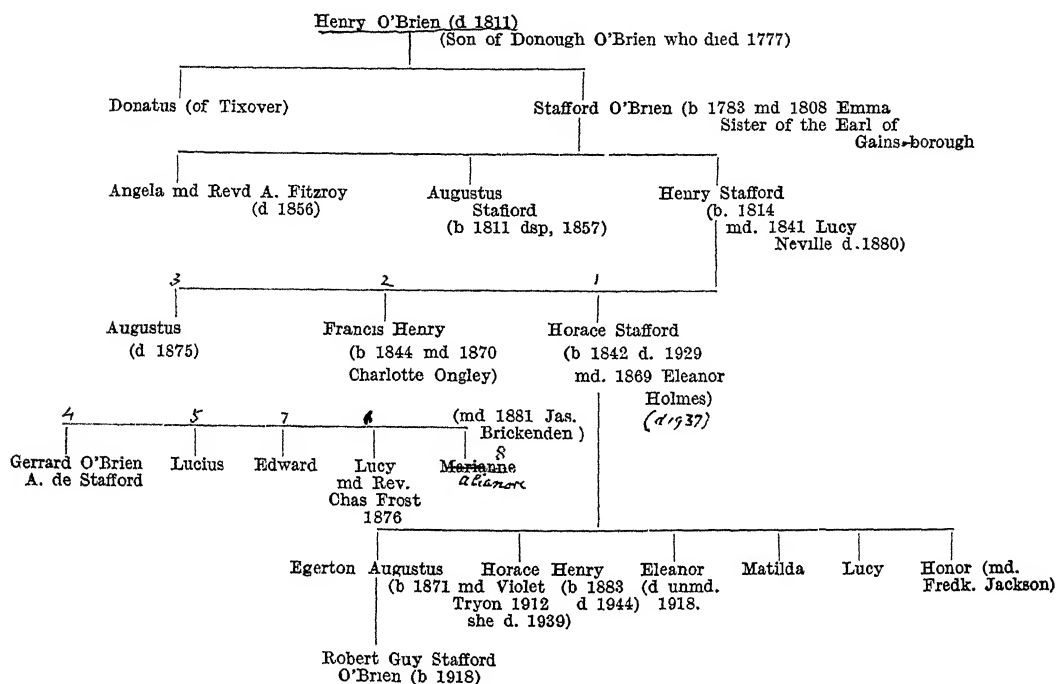 Henry O'Brien (d 1811)
(Son of Donough O'Brien who died 1777)
Donatus (of Tixover)
Stafford O'Brien (b 1783 md 1808 Emma
Sister of the Earl of
Gains-borough
Angela md Revd A. Fitzroy
(d 1856)
Augustus
Stafford
(b 1811 dsp, 1857)
Henry Stafford
(b. 1814
md. 1841 Lucy
Neville d.1880)
3 2 1
Augustus
(d 1875)
Francis Henry
(b 1844 md 1870
Charlotte Ongley)
Horace Stafford
(b 1842 d. 1929
md. 1869 Eleanor
Holmes)
(d 1937)
4 5 7 6
(md 1881 Jas.
Brickenden)
8
Gerrard O'Brien
A. de Stafford
Lucius
Edward
Lucy
md Rev.
Chas Frost
1876
Marianne
Alianore
Egerton Augustus
(b 1871 md Violet
Tryon 1912
she d. 1939)
Horace Henry
(b 1883
d 1944)
Eleanor
(d unmd.
1918.
Matilda
Lucy
Honor (md.
Fredk. Jackson)
Robert Guy Stafford
O'Brien (b 1918)